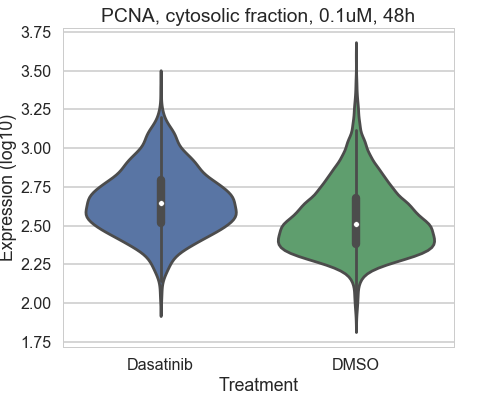 PCNA, cytosolic fraction, 0.1uM, 48h
Expression (log10)
3.75
3.50
3.25
3.00
2.75
2.50
2.25
2.00
1.75
Dasatinib DMSO
Treatment